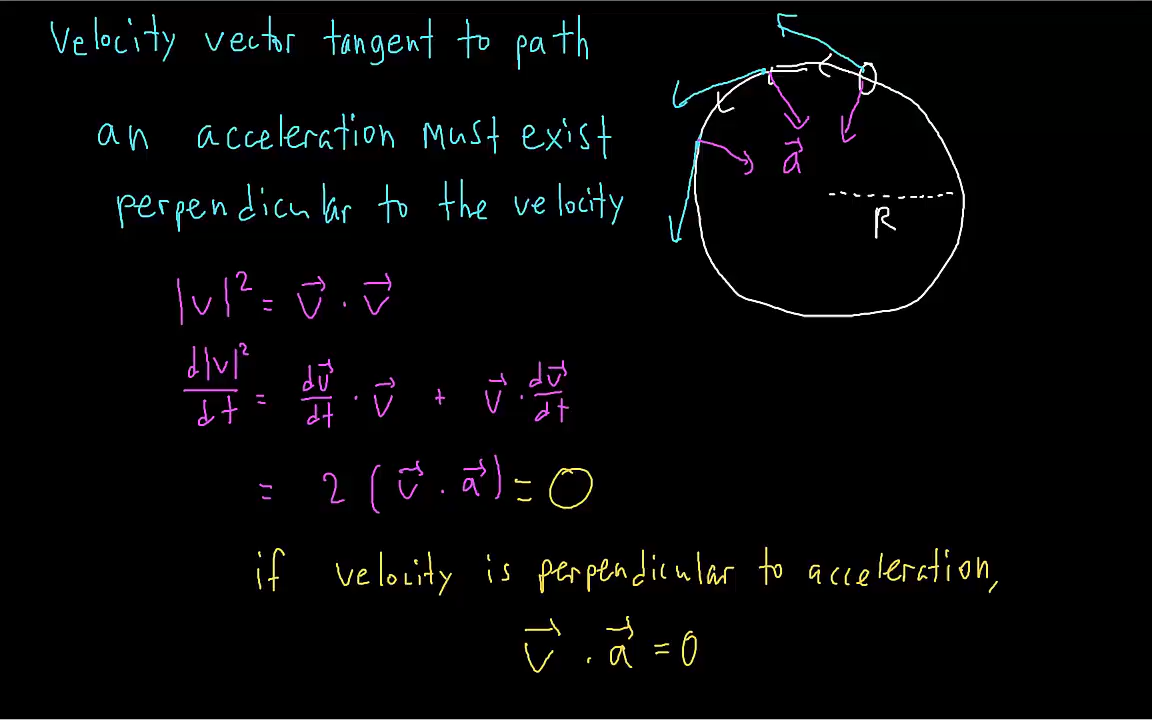 velocity vector tangent to path
an acceleration must exist
perpendicular to the velocity
a⃗
R
|v|² = v⃗ · v⃗
d|v|²/dt = dv⃗/dt · v⃗ + v⃗ · dv⃗/dt
= 2 (v⃗ · a⃗) = 0
if velocity is perpendicular to acceleration,
v⃗ · a⃗ = 0